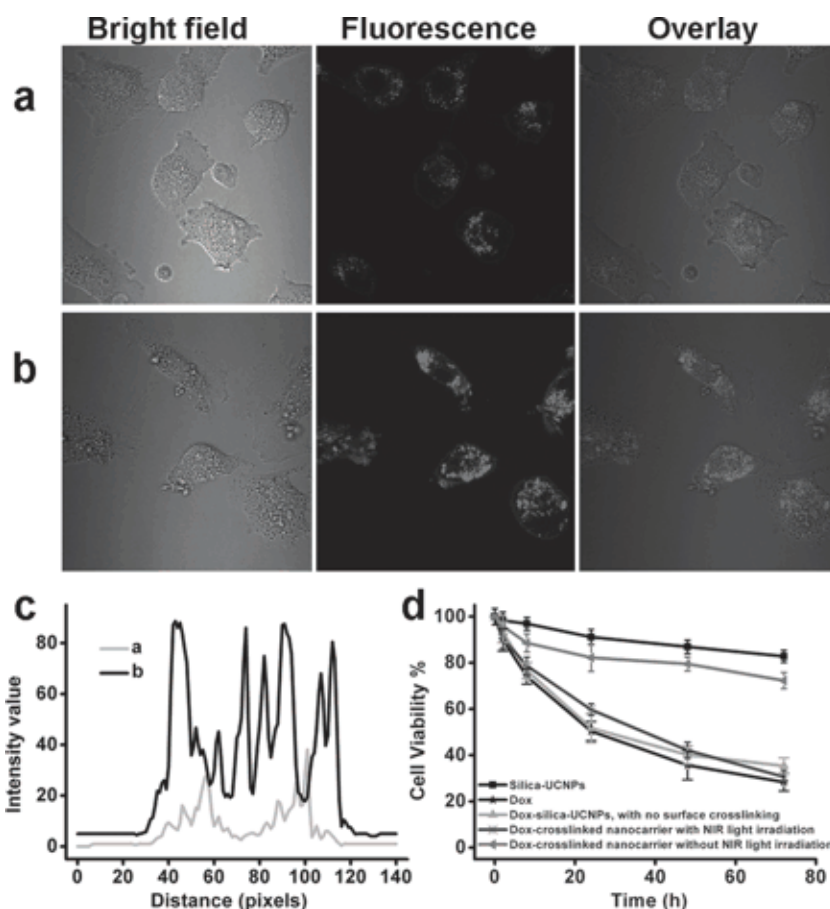 Bright field Fluorescence Overlay
a
b
c
a
b
Intensity value
80
60
40
20
0
0 20 40 60 80 100 120 140
Distance (pixels)
d
Cell Viability %
100
80
60
40
20
0
Silica-UCNPs
Dox
Dox-silica-UCNPs, with no surface crosslinking
Dox-crosslinked nanocarrier with NIR light irradiation
Dox-crosslinked nanocarrier without NIR light irradiation
0 20 40 60 80
Time (h)